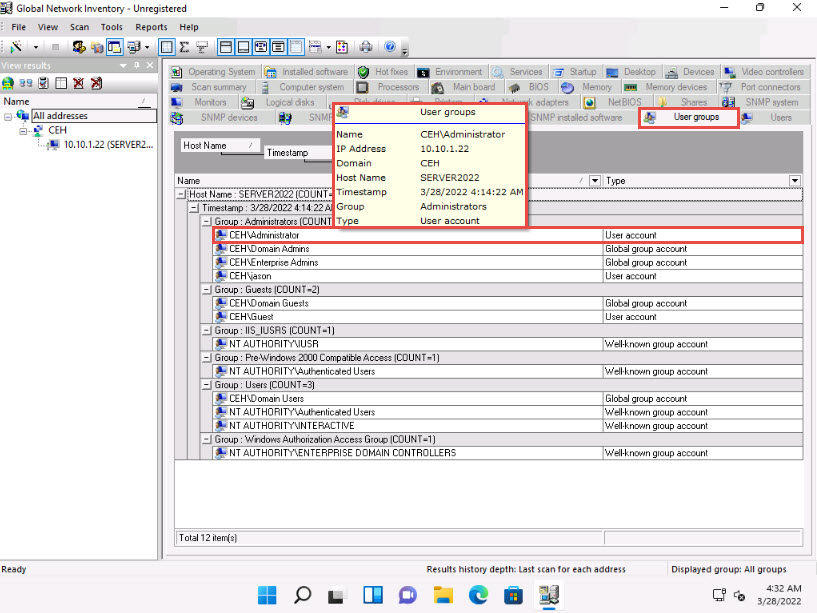 Global Network Inventory - Unregistered
File View Scan Tools Reports Help
View results
Name
All addresses
CEH
10.10.1.22 (SERVER2...
Operating System Installed software Hot fixes Environment Services Startup Desktop Devices Video controllers
Scan summary Computer system Processors Main board BIOS Memory Memory devices Port connectors
Monitors Logical disks Network adapters NetBIOS Shares SNMP system
SNMP devices SNMP installed software User groups Users
Host Name
Timestamp
User groups
Name CEH\Administrator
IP Address 10.10.1.22
Domain CEH
Host Name SERVER2022
Timestamp 3/28/2022 4:14:22 AM
Group Administrators
Type User account
Name Type
Host Name : SERVER2022 (COUNT=
Timestamp : 3/28/2022 4:14:22 A
Group : Administrators (COUNT
CEH\Administrator User account
CEH\Domain Admins Global group account
CEH\Enterprise Admins Global group account
CEH\jason User account
Group : Guests (COUNT=2)
CEH\Domain Guests Global group account
CEH\Guest User account
Group : IIS_IUSRS (COUNT=1)
NT AUTHORITY\IUSR Well-known group account
Group : Pre-Windows 2000 Compatible Access (COUNT=1)
NT AUTHORITY\Authenticated Users Well-known group account
Group : Users (COUNT=3)
CEH\Domain Users Global group account
NT AUTHORITY\Authenticated Users Well-known group account
NT AUTHORITY\INTERACTIVE Well-known group account
Group : Windows Authorization Access Group (COUNT=1)
NT AUTHORITY\ENTERPRISE DOMAIN CONTROLLERS Well-known group account
Total 12 item(s)
Ready Results history depth: Last scan for each address Displayed group: All groups
4:32 AM
3/28/2022